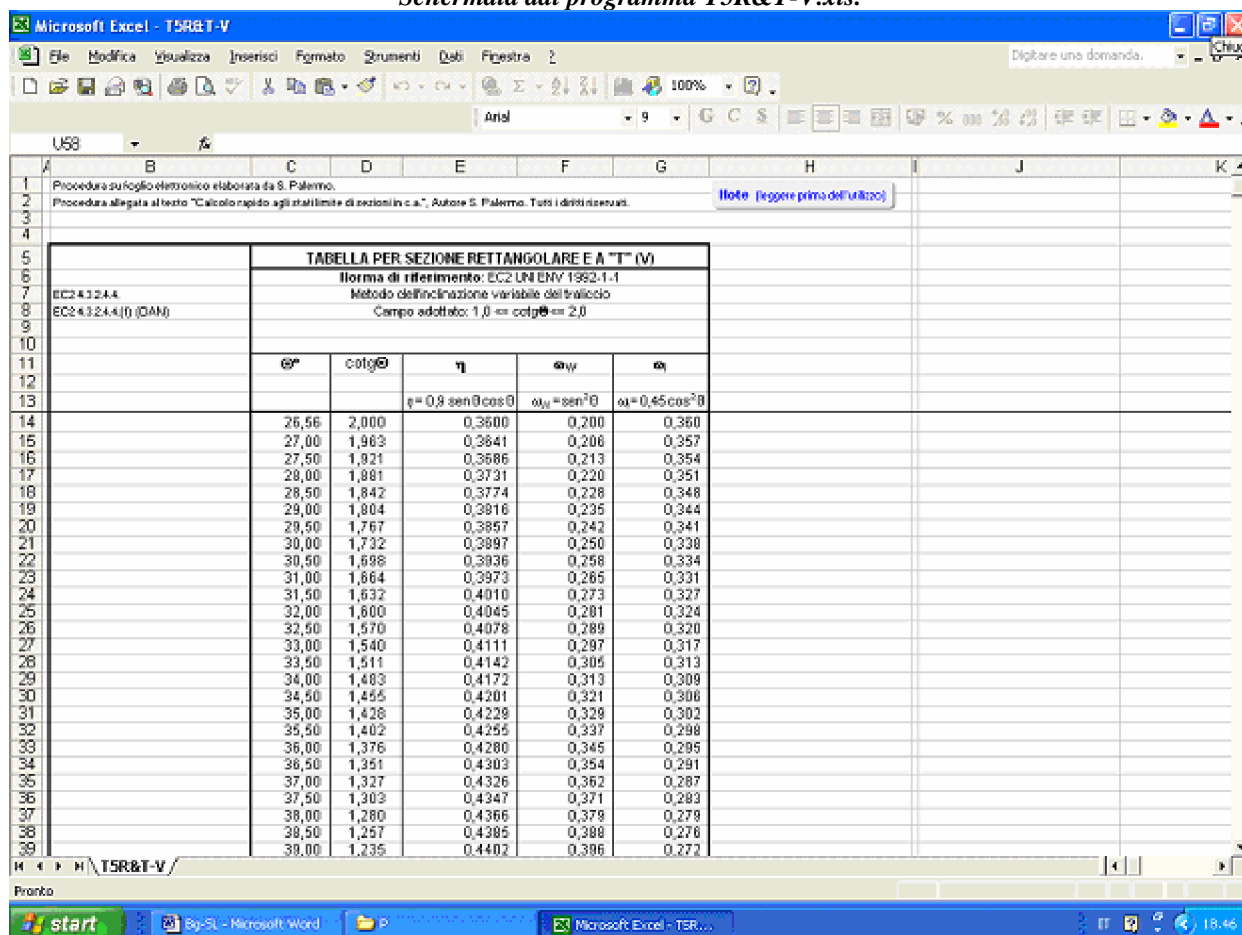 Schermata dal programma T5R&T-V.xls.
Microsoft Excel - T5R&T-V
File Modifica Visualizza Inserisci Formato Strumenti Dati Finestra ? Digitare una domanda.
Chiud
100%
Arial 9 G C S
U58 fx
A B C D E F G H I J K
1 Procedura su foglio elettronico elaborata da S. Palermo.
Note (leggere prima dell'utilizzo)
2 Procedura allegata al testo "Calcolo rapido agli stati limite di sezioni in c.a.", Autore S. Palermo. Tutti i diritti riservati.
3
4
5 TABELLA PER SEZIONE RETTANGOLARE E A "T" (V)
6 Norma di riferimento: EC2 UNI ENV 1992-1-1
7 EC2 4.3.2.4.4. Metodo dell'inclinazione variabile del traliccio
8 EC2 4.3.2.4.4.(1) (DAN) Campo adottato: 1,0 <= cotgθ <= 2,0
9
10
11 Θ° cotgΘ η ωw ωl
12
13 η= 0,9 senθ cosθ ωw =sen²θ ωl= 0,45 cos²θ
14 26,56 2,000 0,3600 0,200 0,360
15 27,00 1,963 0,3641 0,206 0,357
16 27,50 1,921 0,3686 0,213 0,354
17 28,00 1,881 0,3731 0,220 0,351
18 28,50 1,842 0,3774 0,228 0,348
19 29,00 1,804 0,3816 0,235 0,344
20 29,50 1,767 0,3857 0,242 0,341
21 30,00 1,732 0,3897 0,250 0,338
22 30,50 1,698 0,3936 0,258 0,334
23 31,00 1,664 0,3973 0,265 0,331
24 31,50 1,632 0,4010 0,273 0,327
25 32,00 1,600 0,4045 0,281 0,324
26 32,50 1,570 0,4078 0,289 0,320
27 33,00 1,540 0,4111 0,297 0,317
28 33,50 1,511 0,4142 0,305 0,313
29 34,00 1,483 0,4172 0,313 0,309
30 34,50 1,455 0,4201 0,321 0,306
31 35,00 1,428 0,4229 0,329 0,302
32 35,50 1,402 0,4255 0,337 0,298
33 36,00 1,376 0,4280 0,345 0,295
34 36,50 1,351 0,4303 0,354 0,291
35 37,00 1,327 0,4326 0,362 0,287
36 37,50 1,303 0,4347 0,371 0,283
37 38,00 1,280 0,4366 0,379 0,279
38 38,50 1,257 0,4385 0,388 0,276
39 39,00 1,235 0,4402 0,396 0,272
T5R&T-V
Pronto
start Bg-SL - Microsoft Word P Microsoft Excel - T5R... IT 18.46